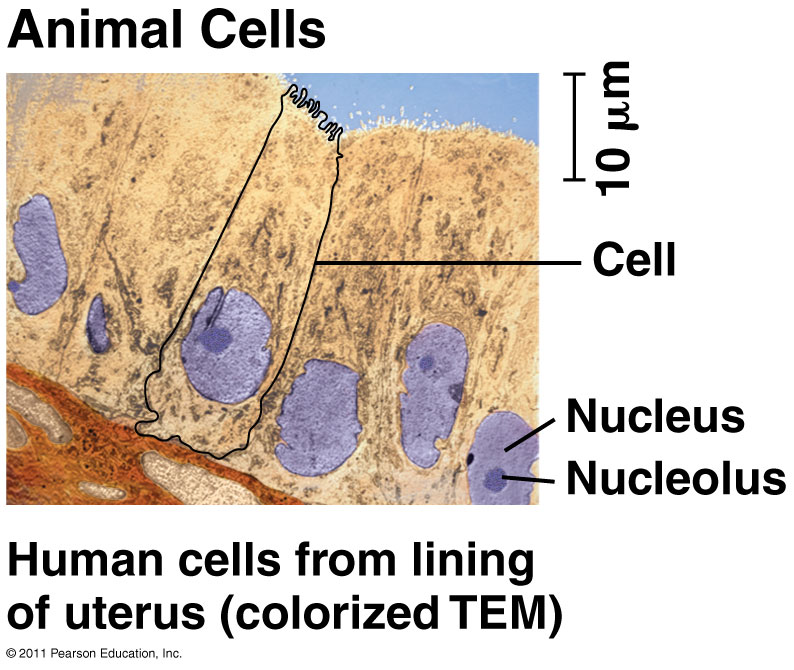 Animal Cells
10 μm
Cell
Nucleus
Nucleolus
Human cells from lining
of uterus (colorized TEM)
© 2011 Pearson Education, Inc.